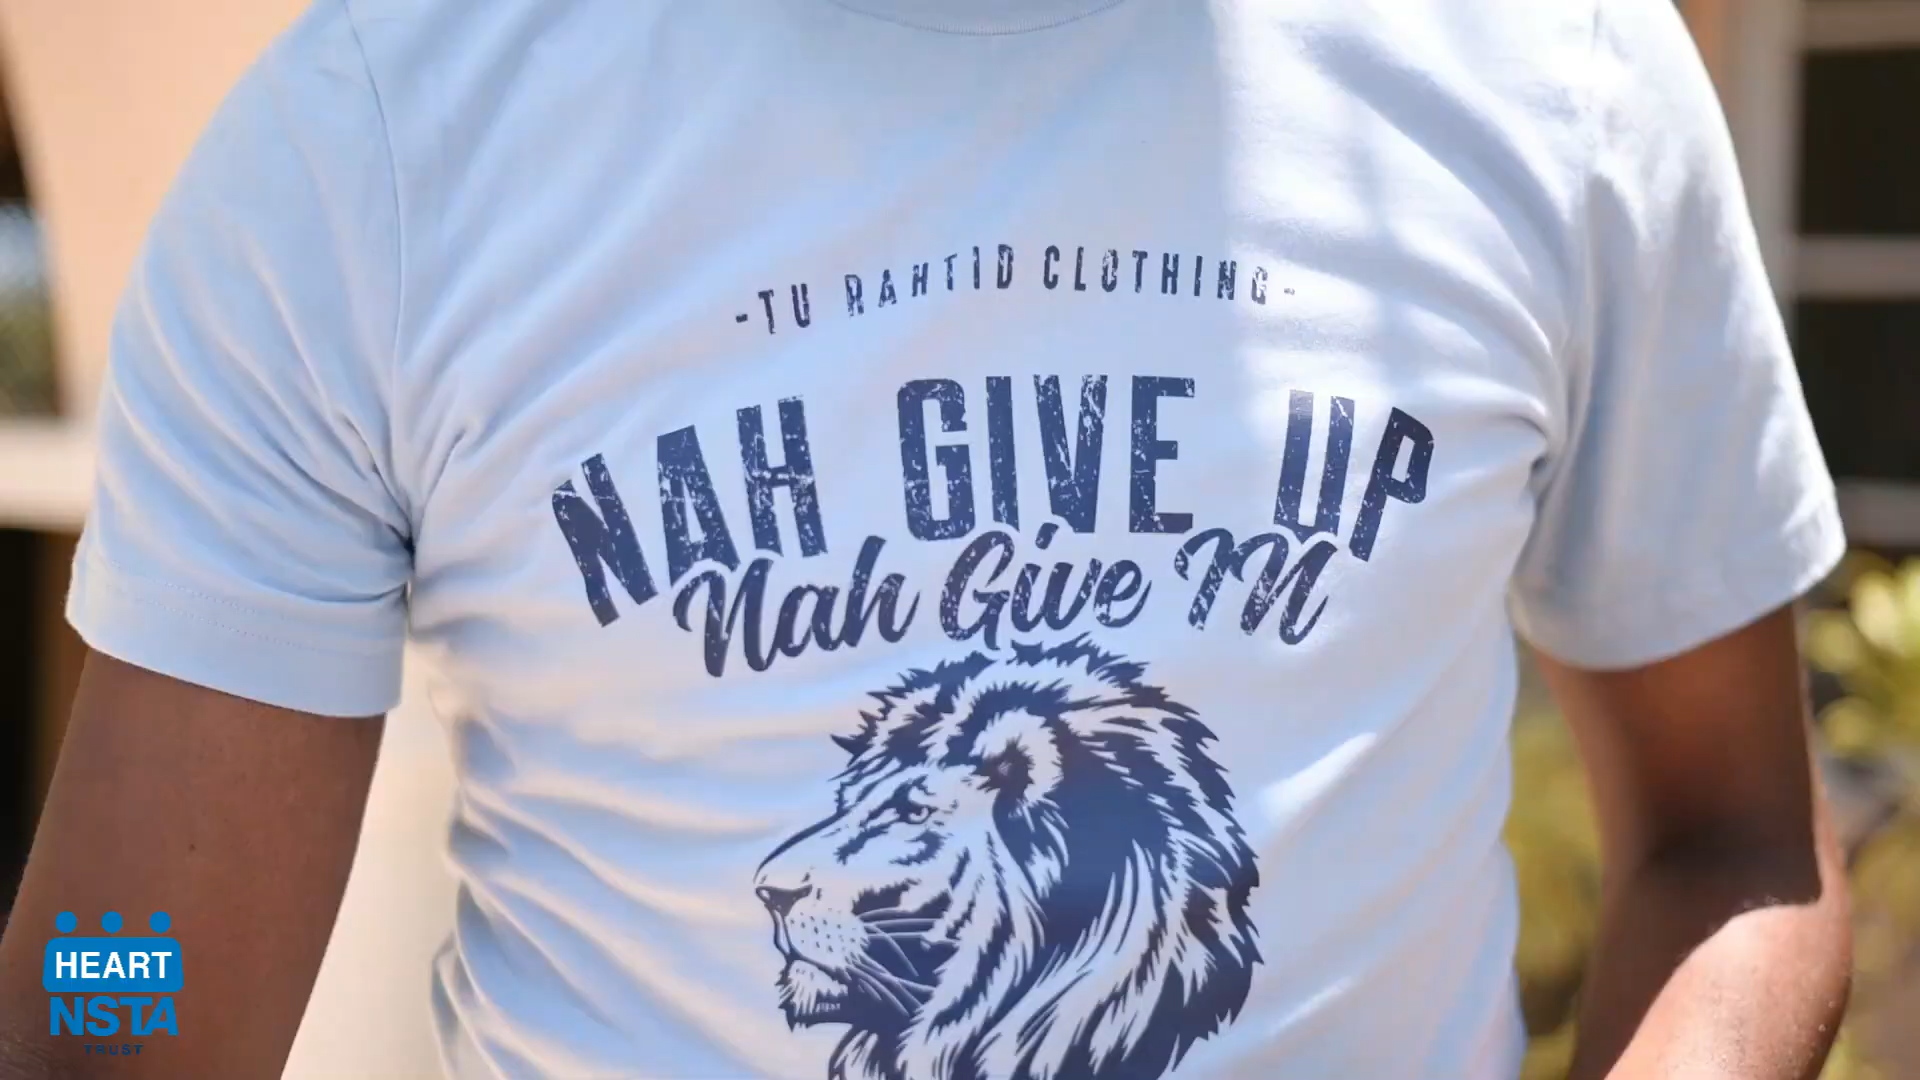 -TU RAHTID CLOTHING-
NAH GIVE UP
Nah Give IN
HEART
NSTA
TRUST